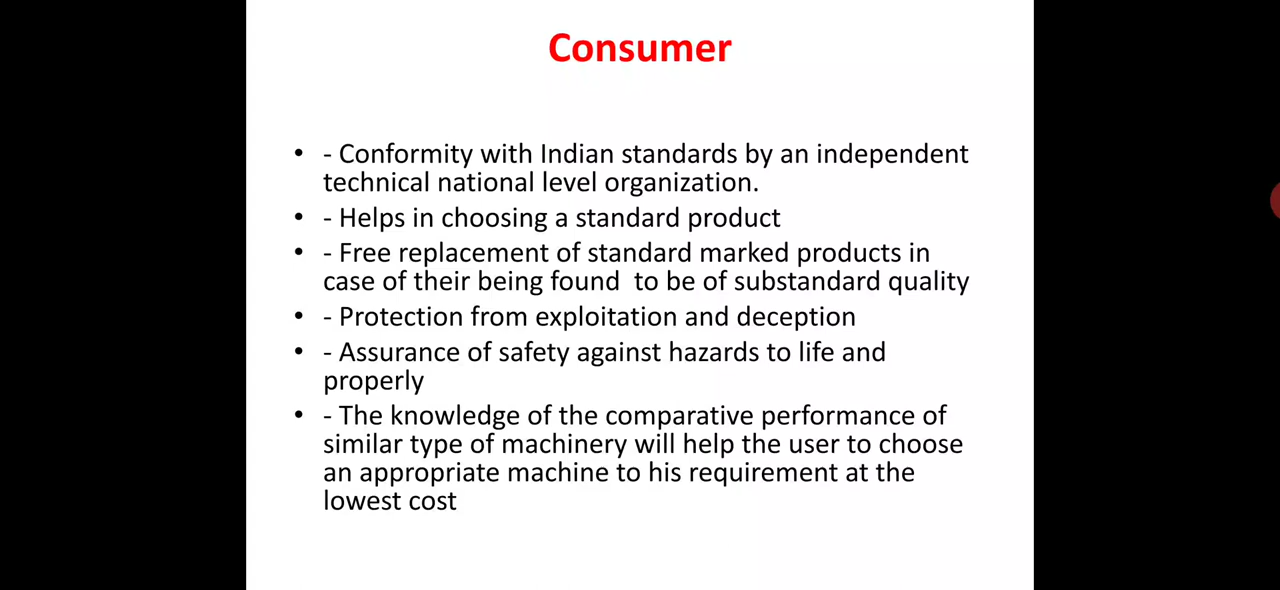 Consumer
• - Conformity with Indian standards by an independent
technical national level organization.
• - Helps in choosing a standard product
• - Free replacement of standard marked products in
case of their being found  to be of substandard quality
• - Protection from exploitation and deception
• - Assurance of safety against hazards to life and
properly
• - The knowledge of the comparative performance of
similar type of machinery will help the user to choose
an appropriate machine to his requirement at the
lowest cost